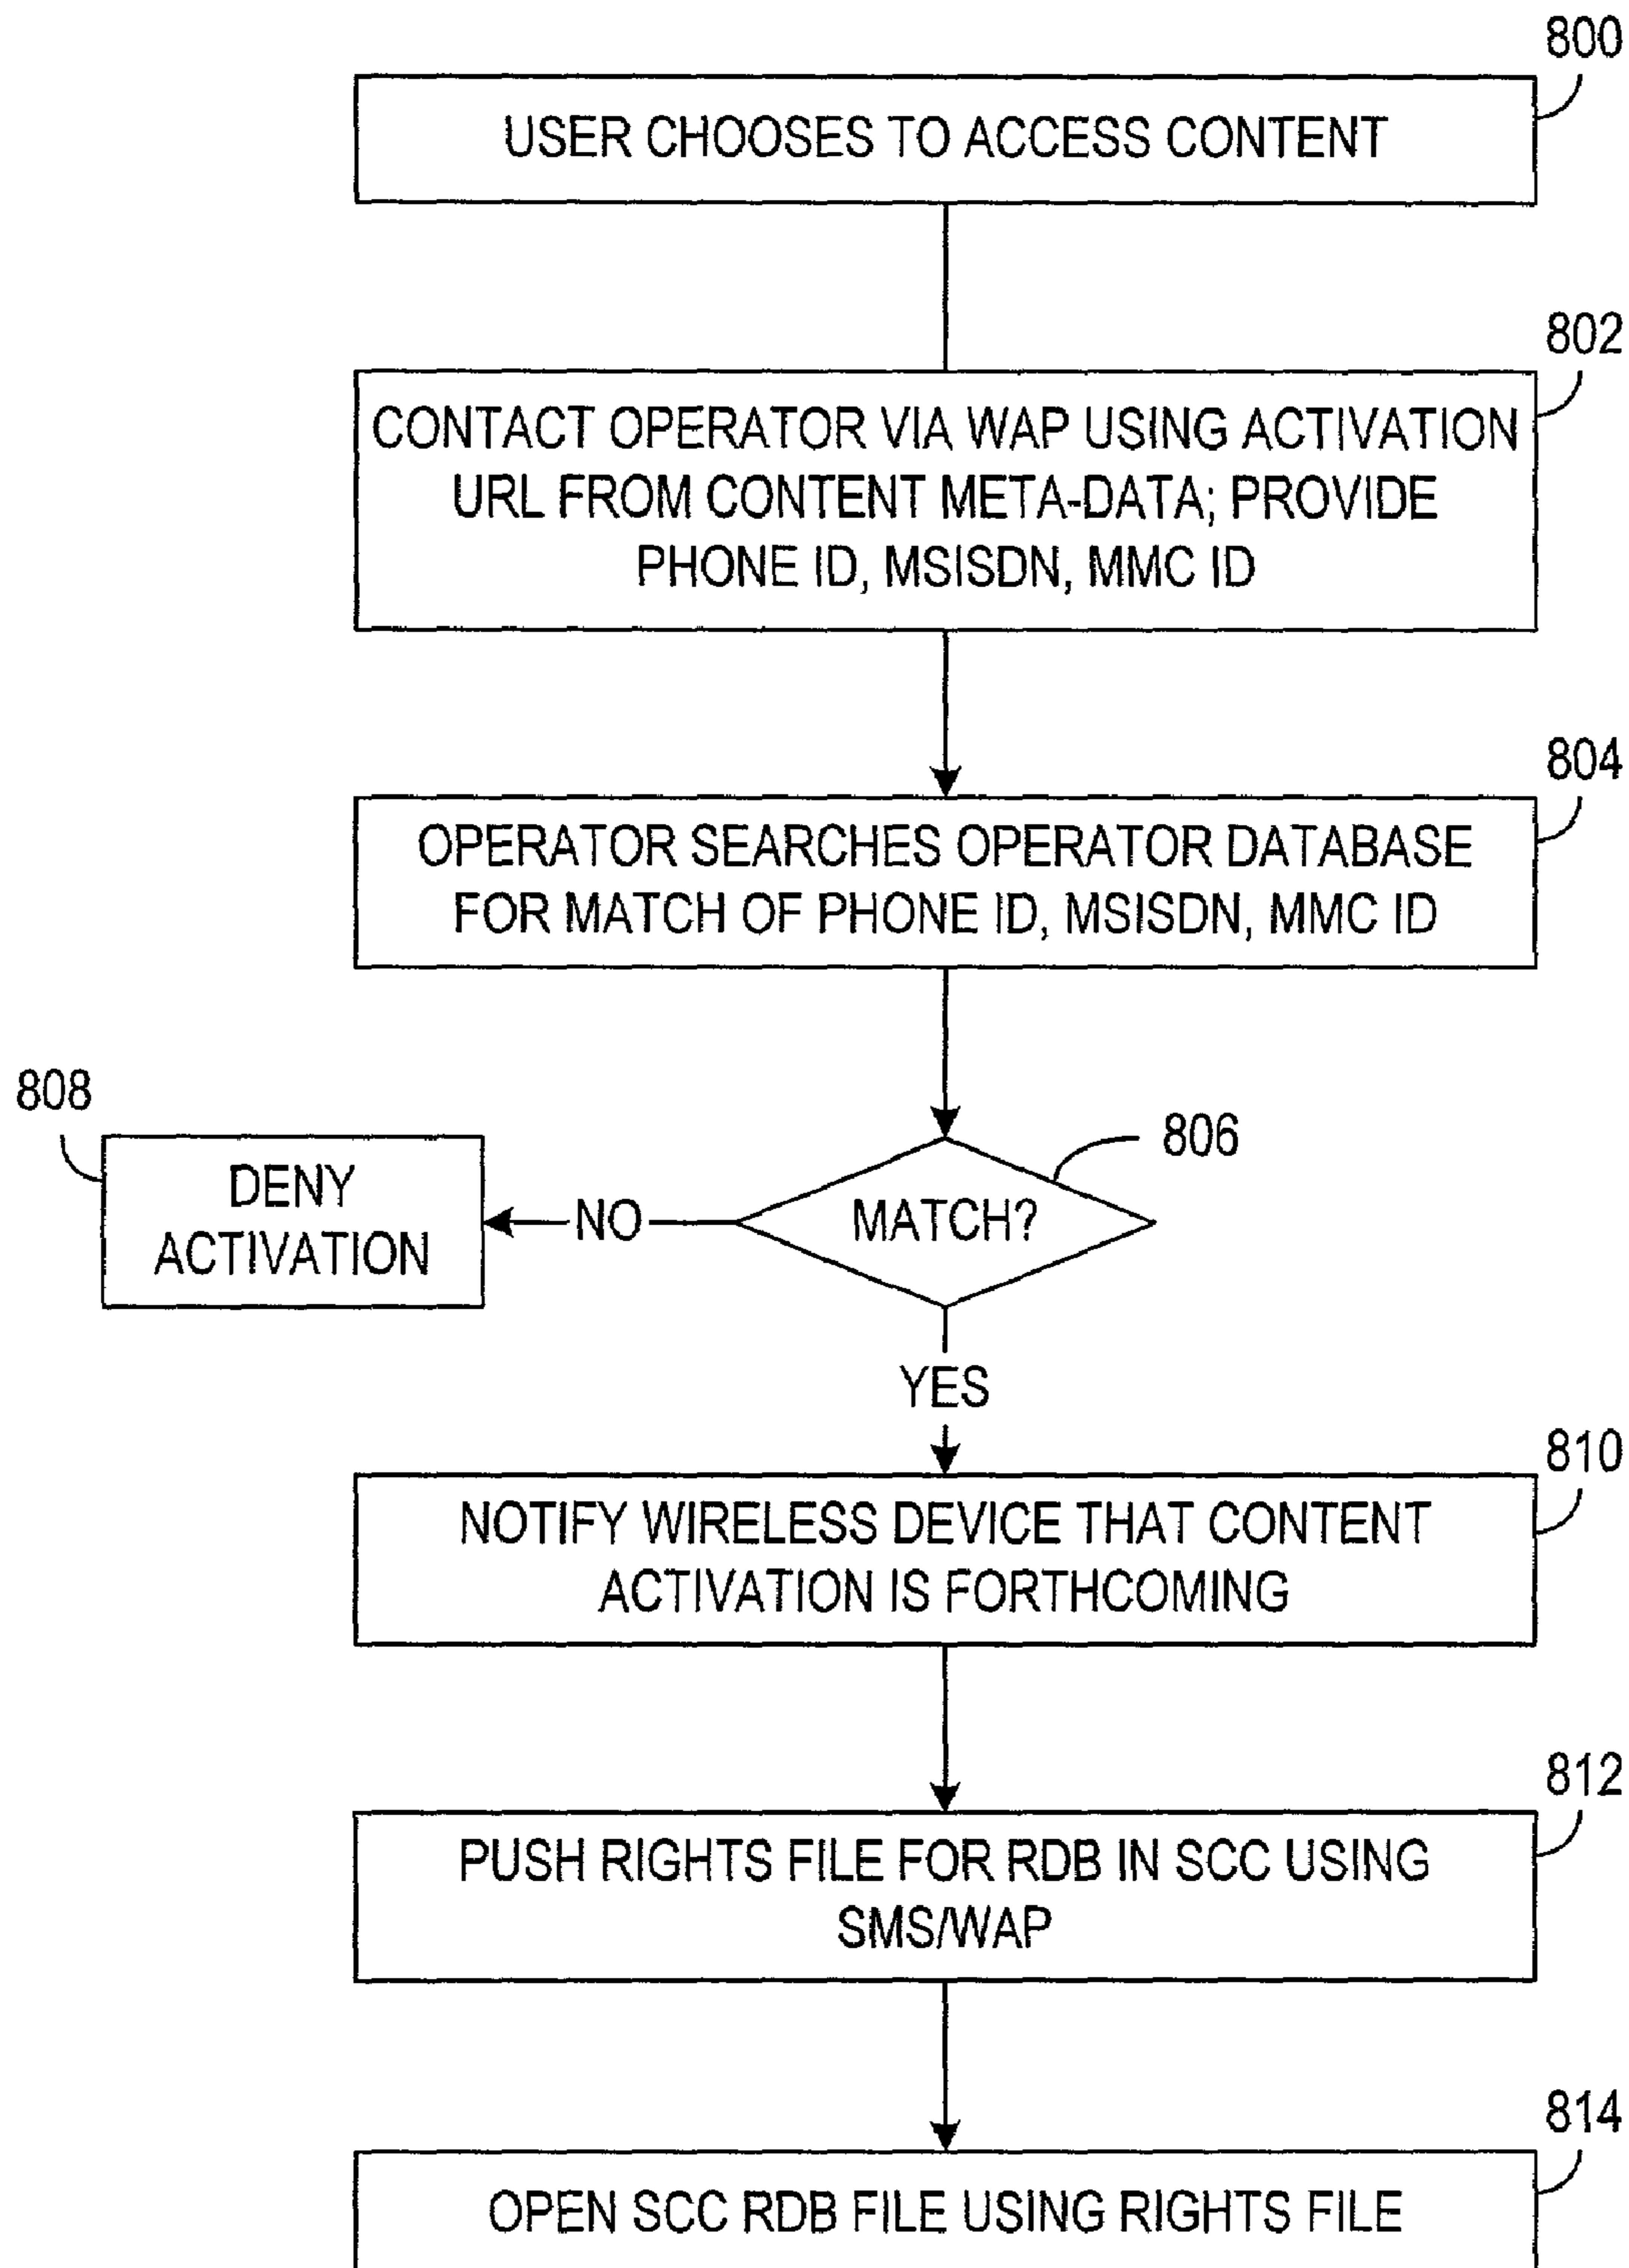 800
USER CHOOSES TO ACCESS CONTENT
802
CONTACT OPERATOR VIA WAP USING ACTIVATION
URL FROM CONTENT META-DATA; PROVIDE
PHONE ID, MSISDN, MMC ID
804
OPERATOR SEARCHES OPERATOR DATABASE
FOR MATCH OF PHONE ID, MSISDN, MMC ID
808
DENY
ACTIVATION
NO
806
MATCH?
YES
810
NOTIFY WIRELESS DEVICE THAT CONTENT
ACTIVATION IS FORTHCOMING
812
PUSH RIGHTS FILE FOR RDB IN SCC USING
SMS/WAP
814
OPEN SCC RDB FILE USING RIGHTS FILE